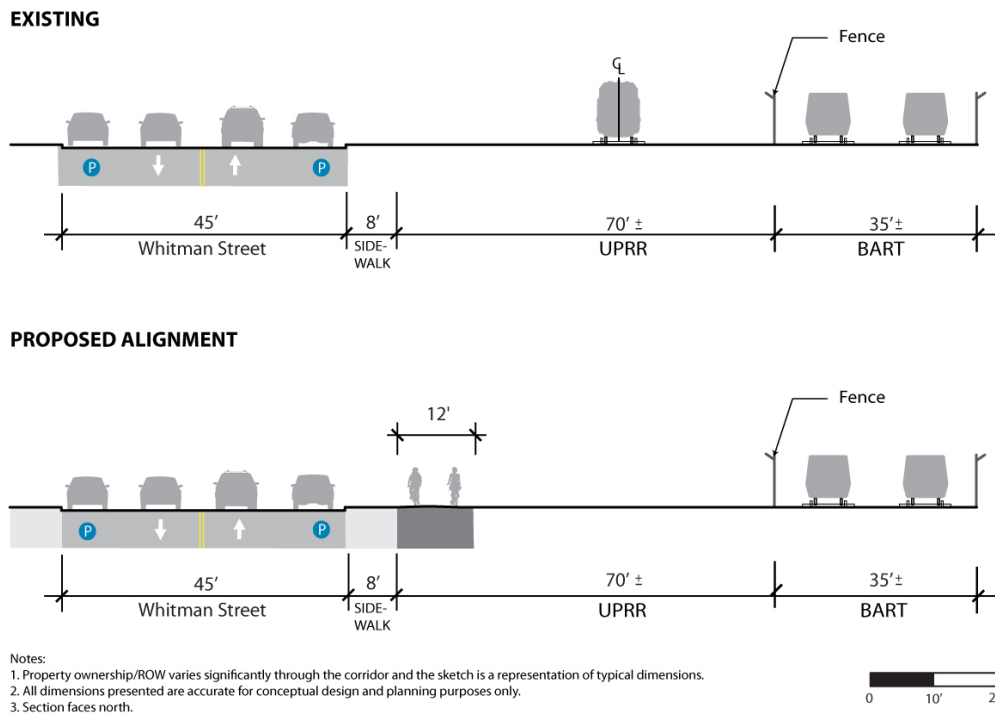 EXISTING
Fence
℄
P
P
45’
8’
70’ ±
35’±
Whitman Street
SIDE-
WALK
UPRR
BART
PROPOSED ALIGNMENT
Fence
12'
P
P
45’
8’
70’ ±
35’±
Whitman Street
SIDE-
WALK
UPRR
BART
Notes:
1. Property ownership/ROW varies significantly through the corridor and the sketch is a representation of typical dimensions.
2. All dimensions presented are accurate for conceptual design and planning purposes only.
3. Section faces north.
0
10’